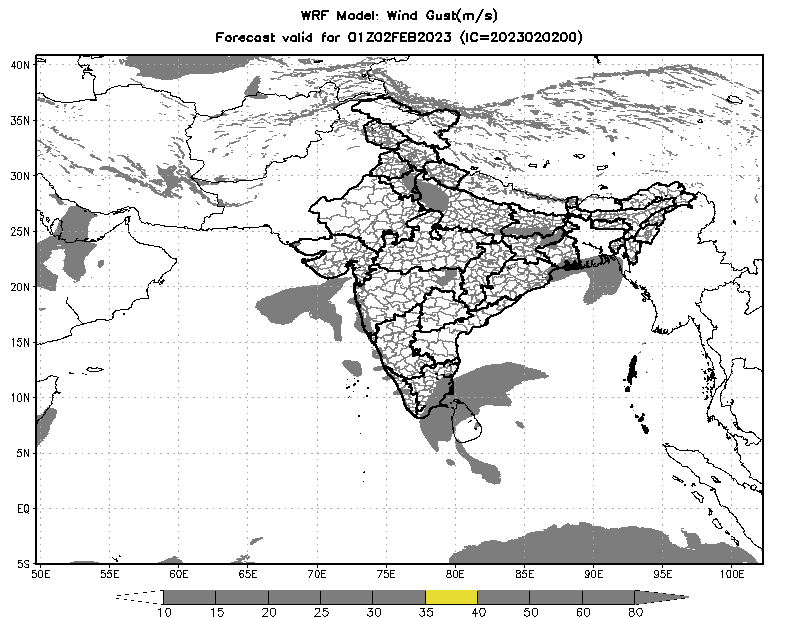 WRF Model: Wind Gust(m/s)
Forecast valid for 01Z02FEB2023 (IC=2023020200)
40N
35N
30N
25N
20N
15N
10N
5N
EQ
5S
50E 55E 60E 65E 70E 75E 80E 85E 90E 95E 100E
10 15 20 25 30 35 40 50 60 80